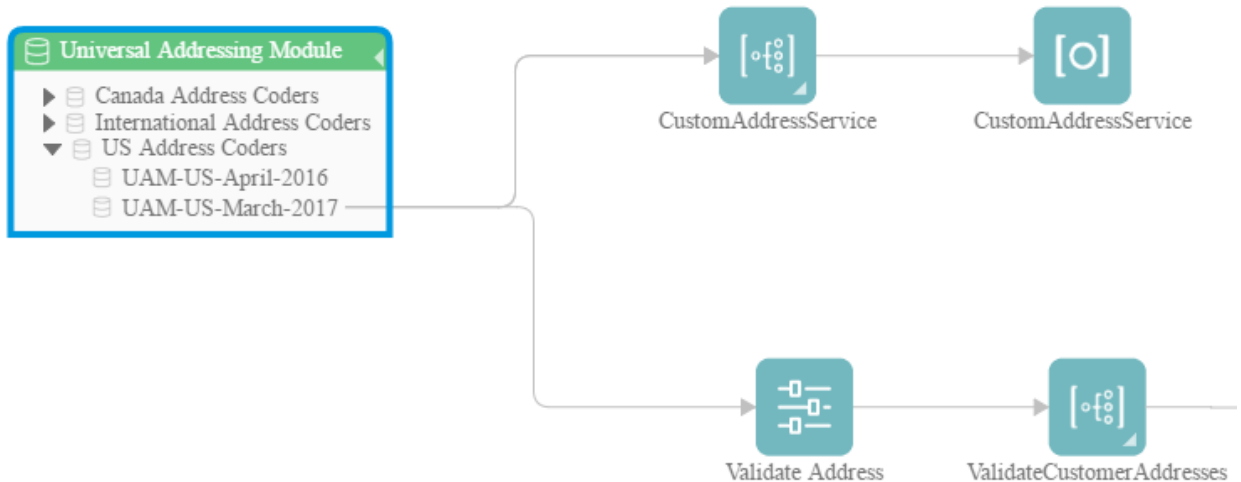 Universal Addressing Module
Canada Address Coders
International Address Coders
US Address Coders
UAM-US-April-2016
UAM-US-March-2017
CustomAddressService
CustomAddressService
Validate Address
ValidateCustomerAddresses